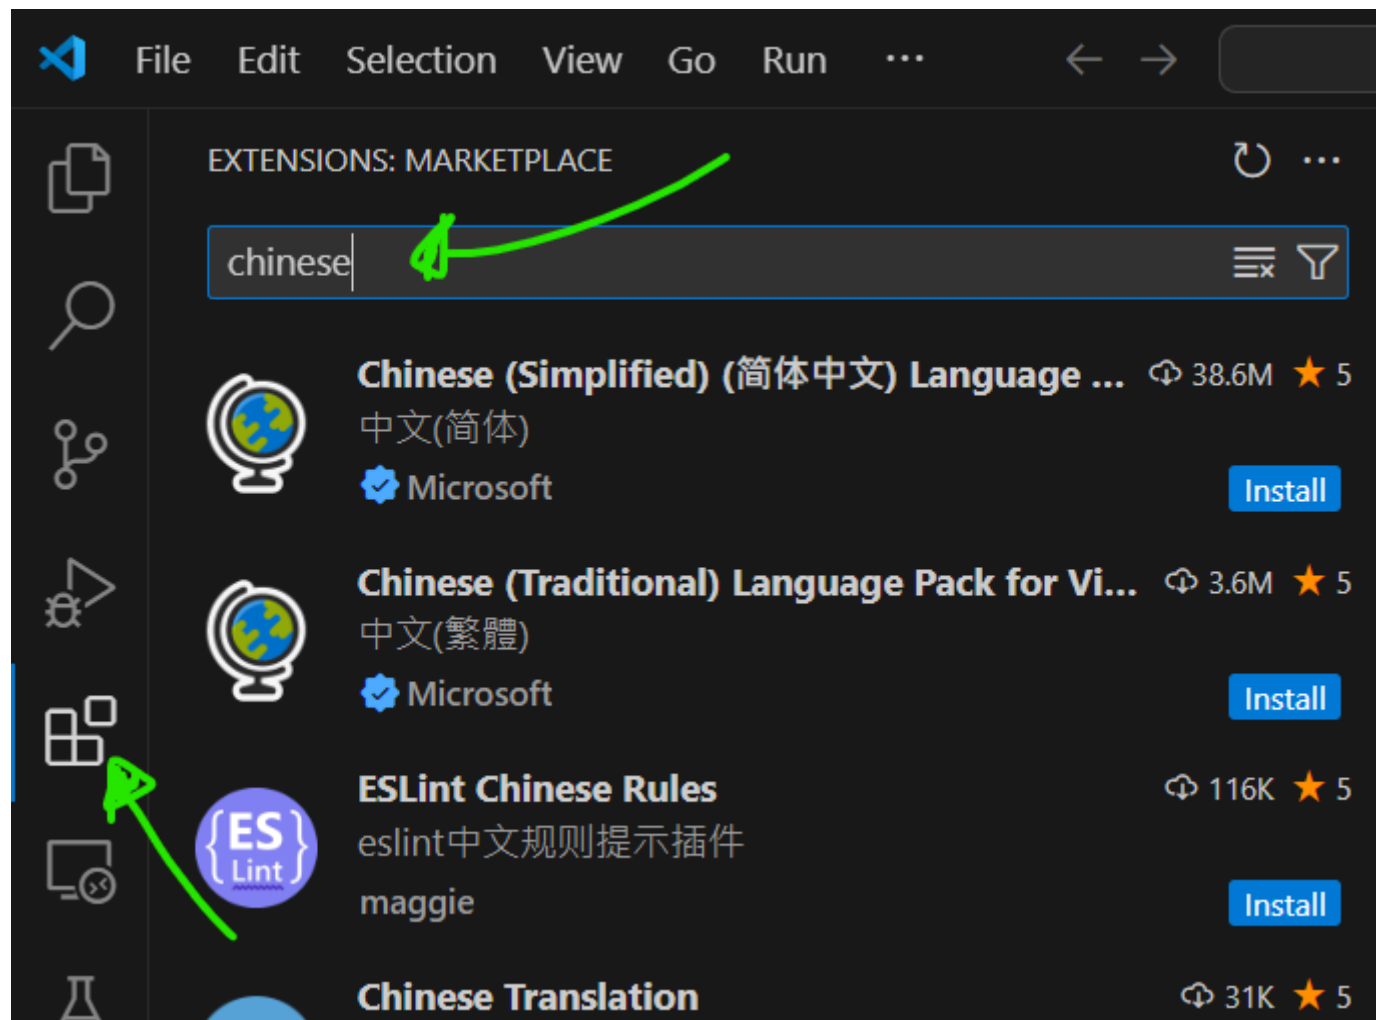 File Edit Selection View Go Run ...
EXTENSIONS: MARKETPLACE
chinese
Chinese (Simplified) (简体中文) Language ... 38.6M 5
中文(简体)
Microsoft
Install
Chinese (Traditional) Language Pack for Vi... 3.6M 5
中文(繁體)
Microsoft
Install
ESLint Chinese Rules 116K 5
{ES Lint}
eslint中文规则提示插件
maggie
Install
Chinese Translation 31K 5